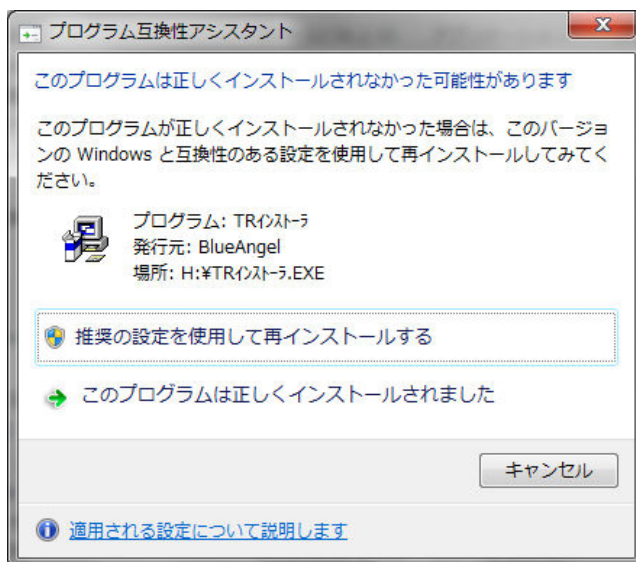 プログラム互換性アシスタント
このプログラムは正しくインストールされなかった可能性があります
このプログラムが正しくインストールされなかった場合は、このバージョ
ンの Windows と互換性のある設定を使用して再インストールしてみてく
ださい。
プログラム: TRｲﾝｽﾄｰﾗ
発行元: BlueAngel
場所: H:¥TRｲﾝｽﾄｰﾗ.EXE
推奨の設定を使用して再インストールする
このプログラムは正しくインストールされました
キャンセル
適用される設定について説明します